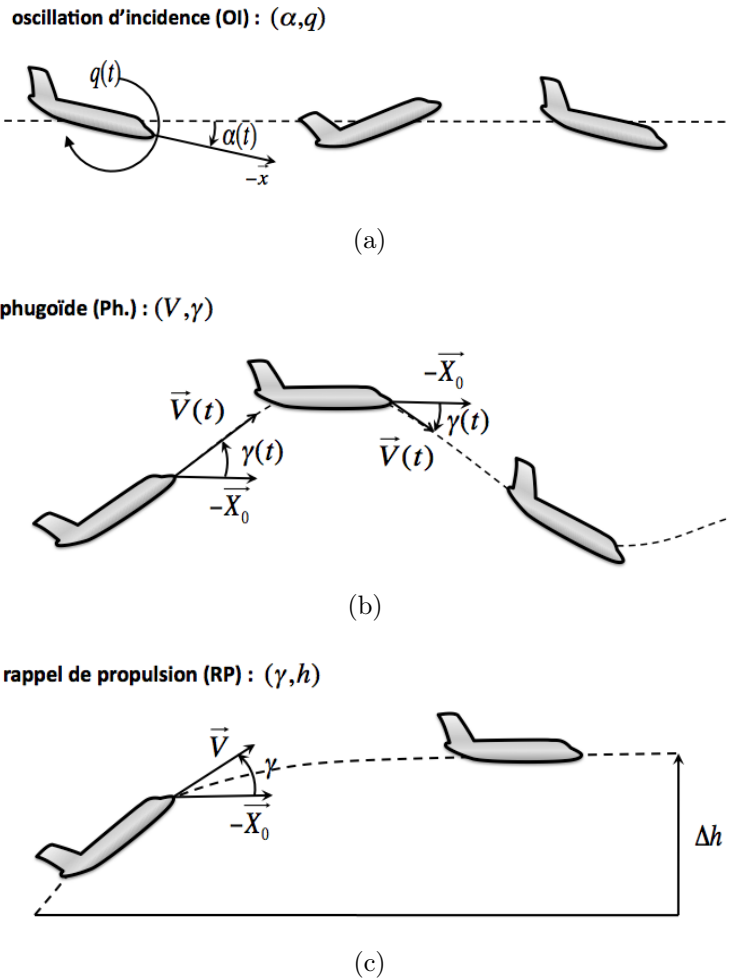 oscillation d'incidence (OI) : (α,q)
q(t)
α(t)
−x⃗
(a)
phugoïde (Ph.) : (V,γ)
−X₀⃗
V⃗(t)
γ(t)
V⃗(t)
γ(t)
−X₀⃗
(b)
rappel de propulsion (RP) : (γ,h)
V⃗
γ
−X₀⃗
Δh
(c)